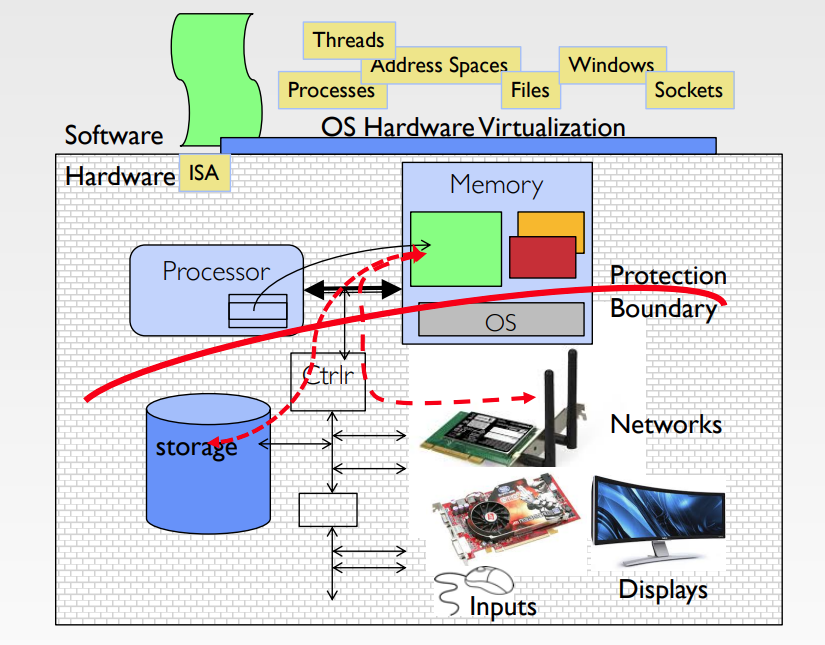 Threads
Address Spaces
Windows
Processes
Files
Sockets
OS Hardware Virtualization
Software
Hardware
ISA
Memory
Processor
Protection
Boundary
OS
Ctrlr
storage
Networks
Displays
Inputs